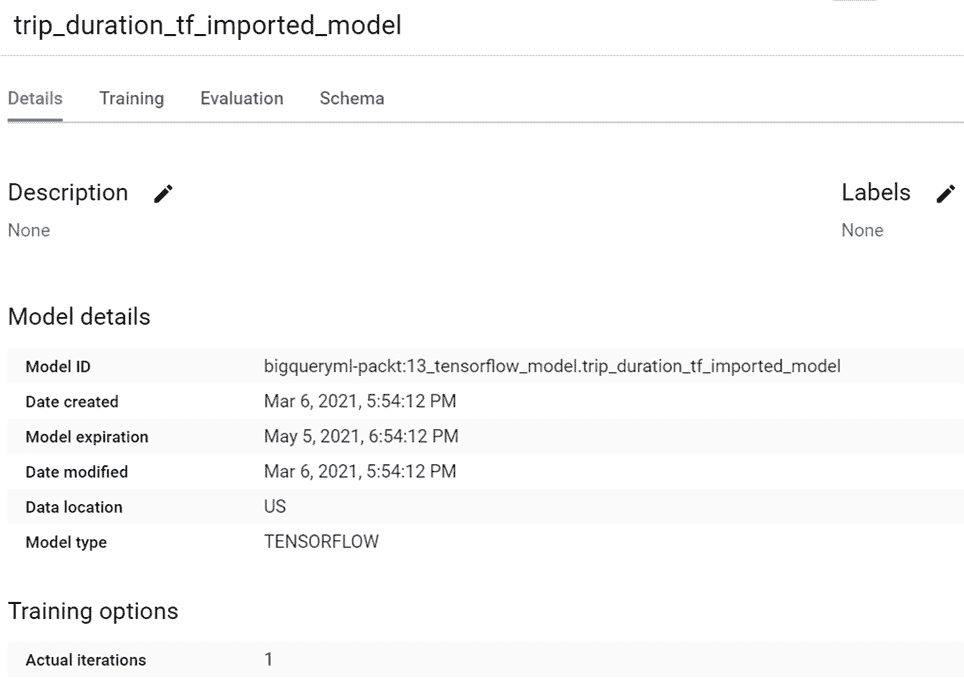 trip_duration_tf_imported_model
Details Training Evaluation Schema
Description Labels
None None
Model details
Model ID bigqueryml-packt:13_tensorflow_model.trip_duration_tf_imported_model
Date created Mar 6, 2021, 5:54:12 PM
Model expiration May 5, 2021, 6:54:12 PM
Date modified Mar 6, 2021, 5:54:12 PM
Data location US
Model type TENSORFLOW
Training options
Actual iterations 1